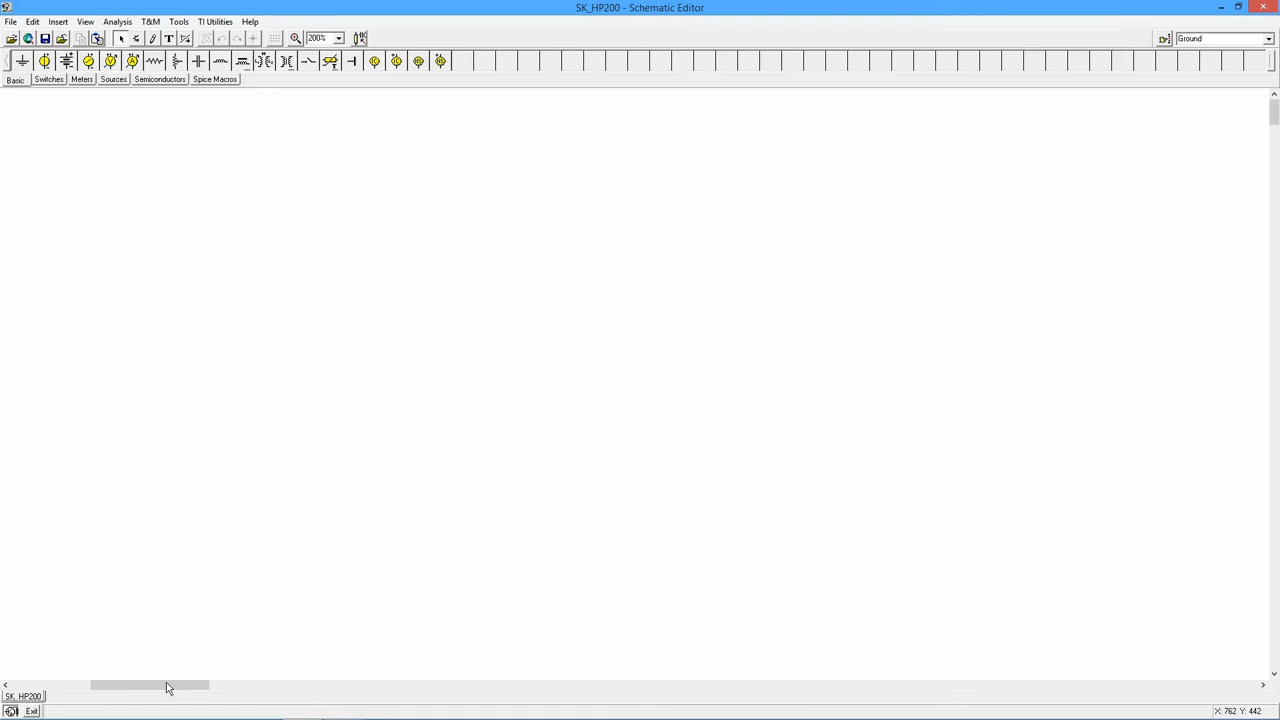 SK_HP200 - Schematic Editor
File Edit Insert View Analysis T&M Tools TI Utilities Help
200% Ground
Basic Switches Meters Sources Semiconductors Spice Macros
SK_HP200
Exit X: 762 Y: 442